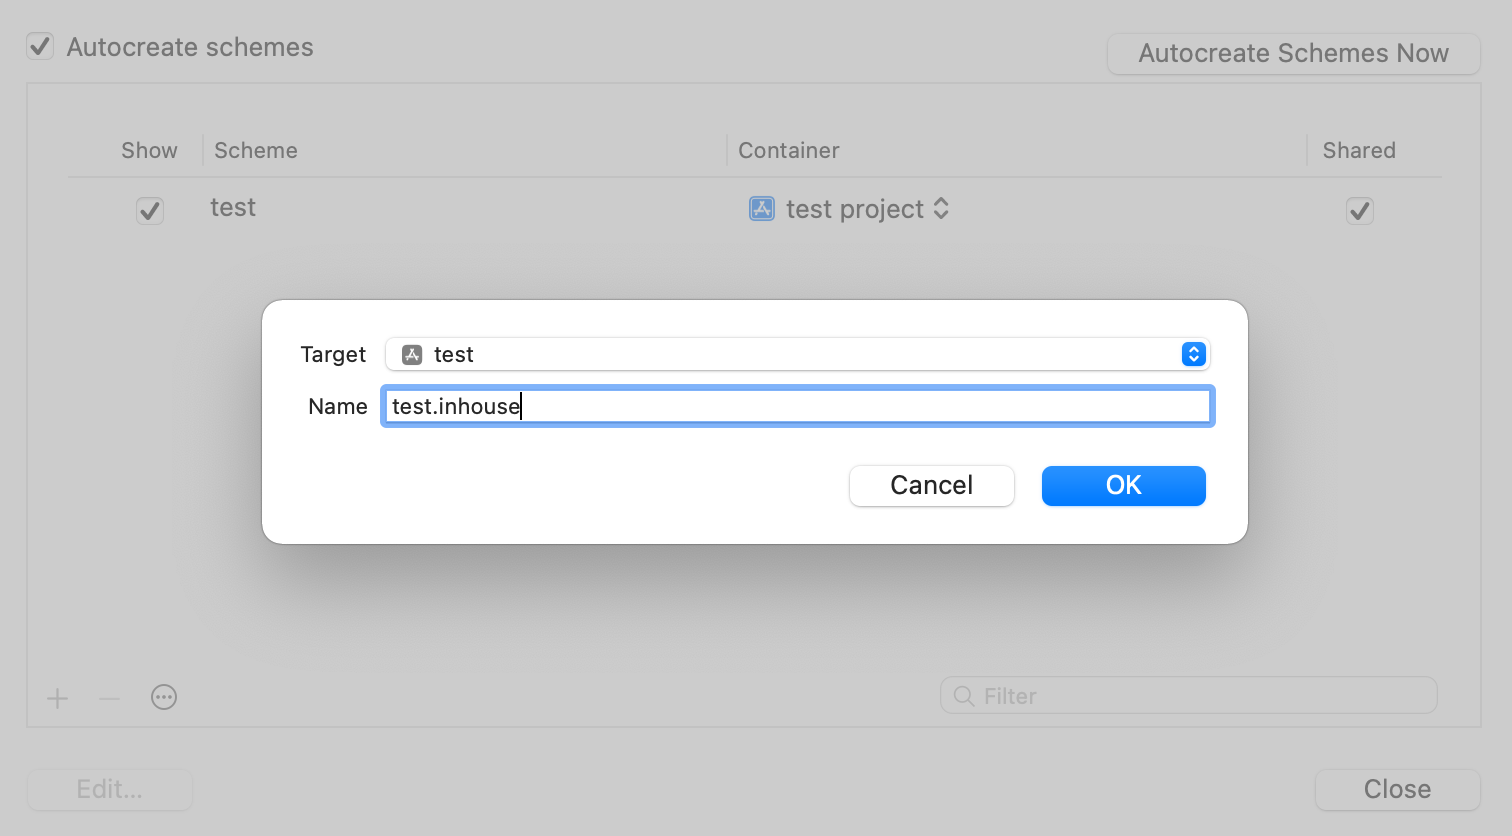 Autocreate schemes
Autocreate Schemes Now
Show Scheme Container Shared
test test project
Target test
Name test.inhouse
Cancel OK
Filter
Edit... Close